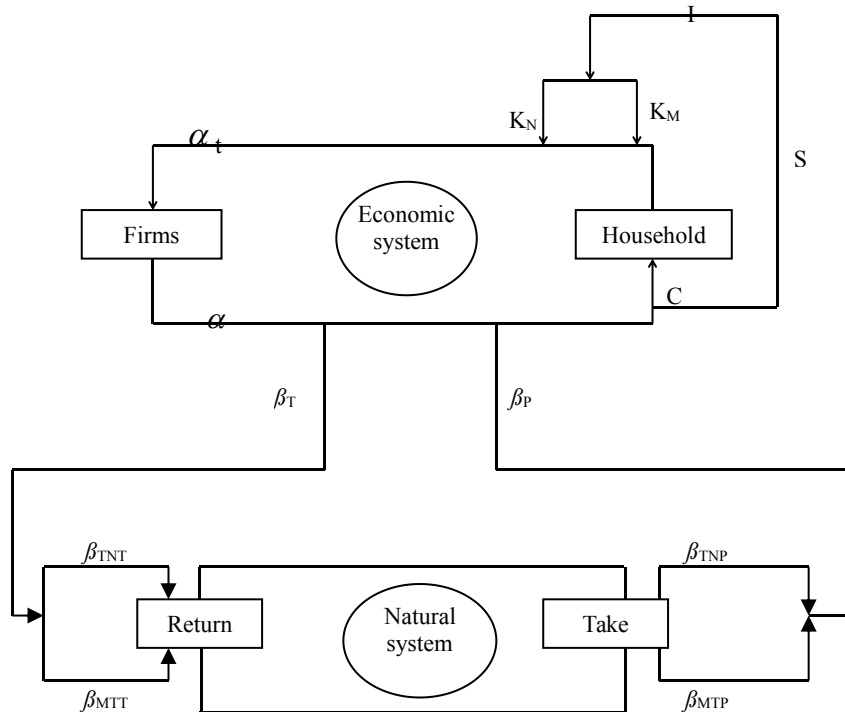 I
K_N
K_M
α_t
S
Economic
system
Firms
Household
C
α
β_T
β_P
β_TNT
β_TNP
Natural
system
Return
Take
β_MTT
β_MTP